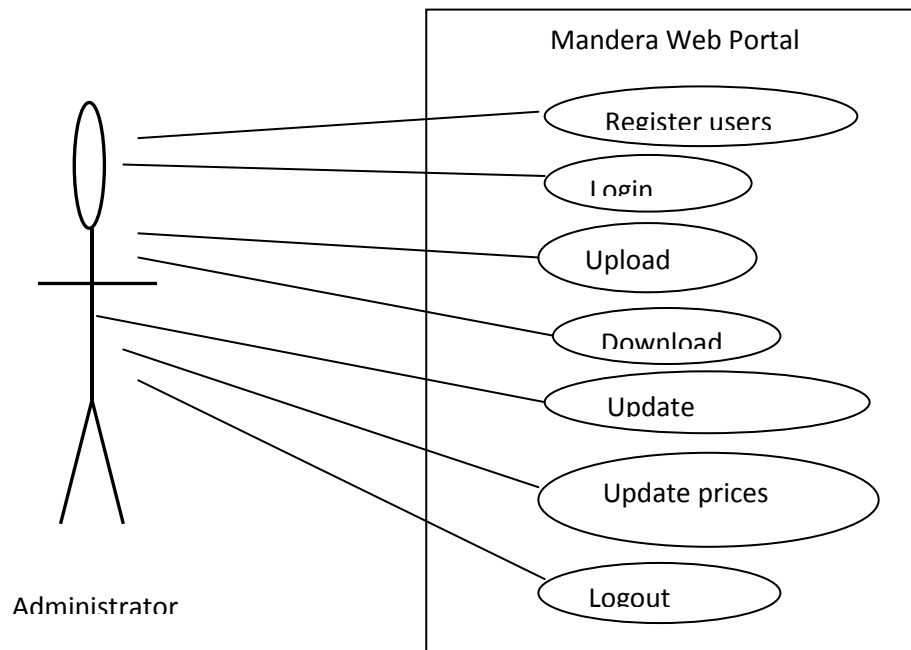 Mandera Web Portal
Register users
Login
Upload
Download
Update
Update prices
Logout
Administrator